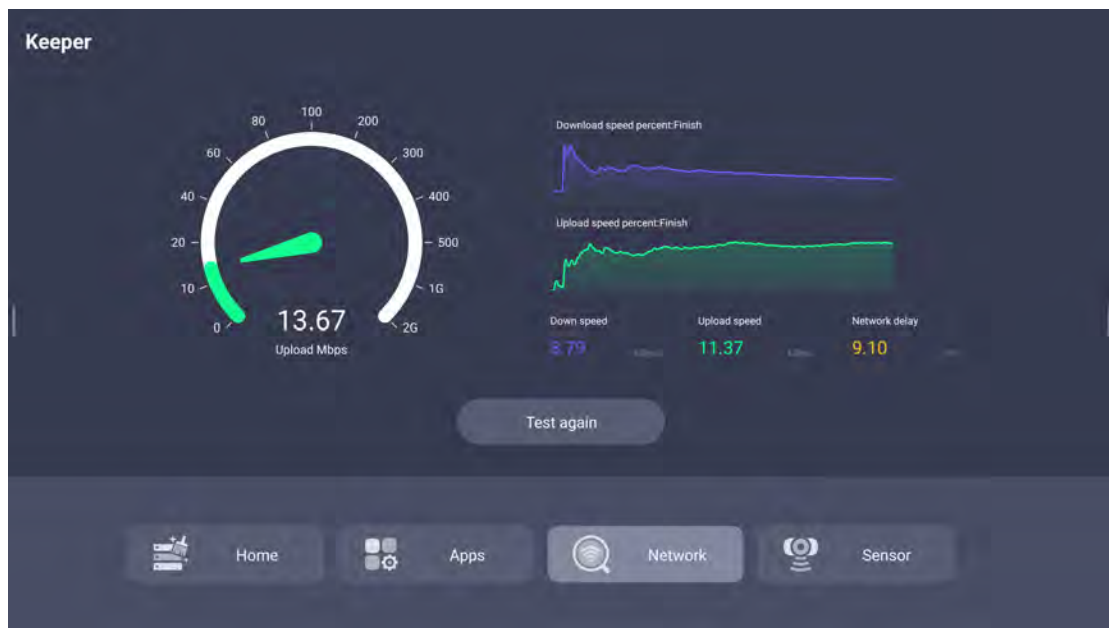 Keeper
100
80
200
60
300
40
400
20
500
10
1G
0
2G
13.67
Upload Mbps
Download speed percent:Finish
Upload speed percent:Finish
Down speed
Upload speed
Network delay
8.79
11.37
9.10
Test again
Home
Apps
Network
Sensor